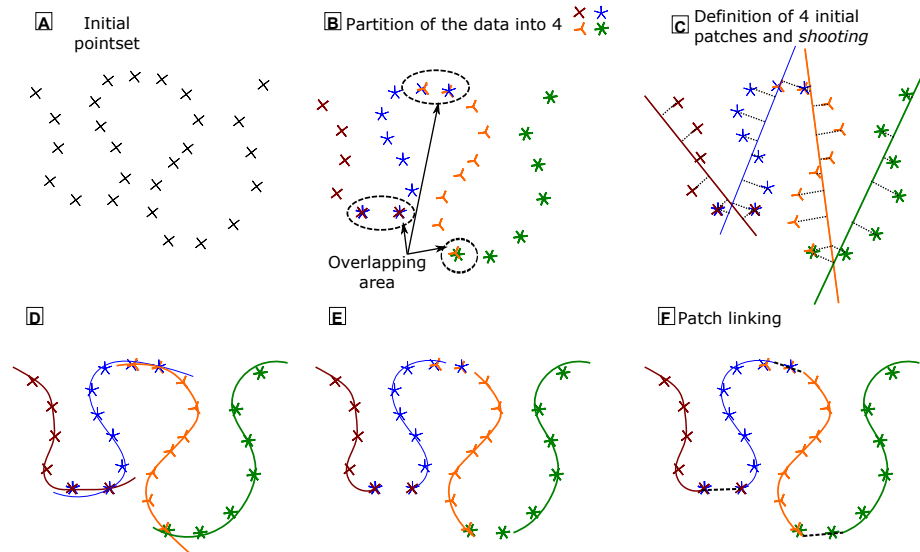 A
Initial
pointset
B Partition of the data into 4
C Definition of 4 initial
patches and shooting
Overlapping
area
D
E
F Patch linking